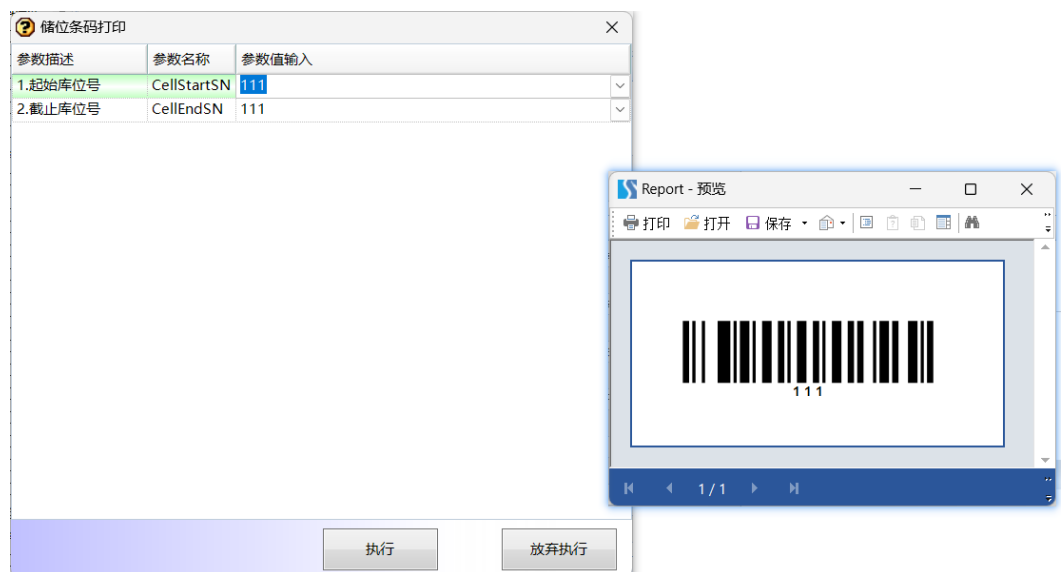 储位条码打印
参数描述 参数名称 参数值输入
1.起始库位号 CellStartSN 111
2.截止库位号 CellEndSN 111
执行 放弃执行
Report - 预览
打印 打开 保存
111
1 / 1